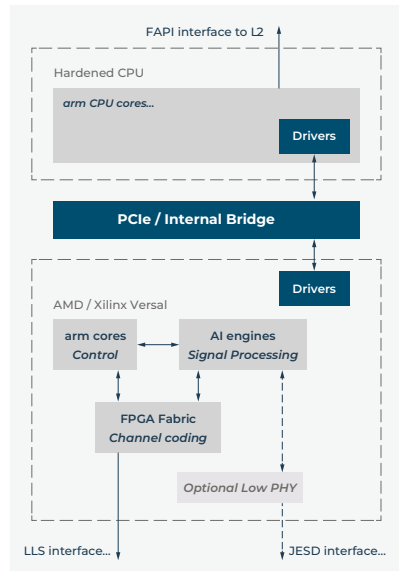 FAPI interface to L2
Hardened CPU
arm CPU cores...
Drivers
PCIe / Internal Bridge
Drivers
AMD / Xilinx Versal
arm cores
Control
AI engines
Signal Processing
FPGA Fabric
Channel coding
Optional Low PHY
LLS interface...
JESD interface...